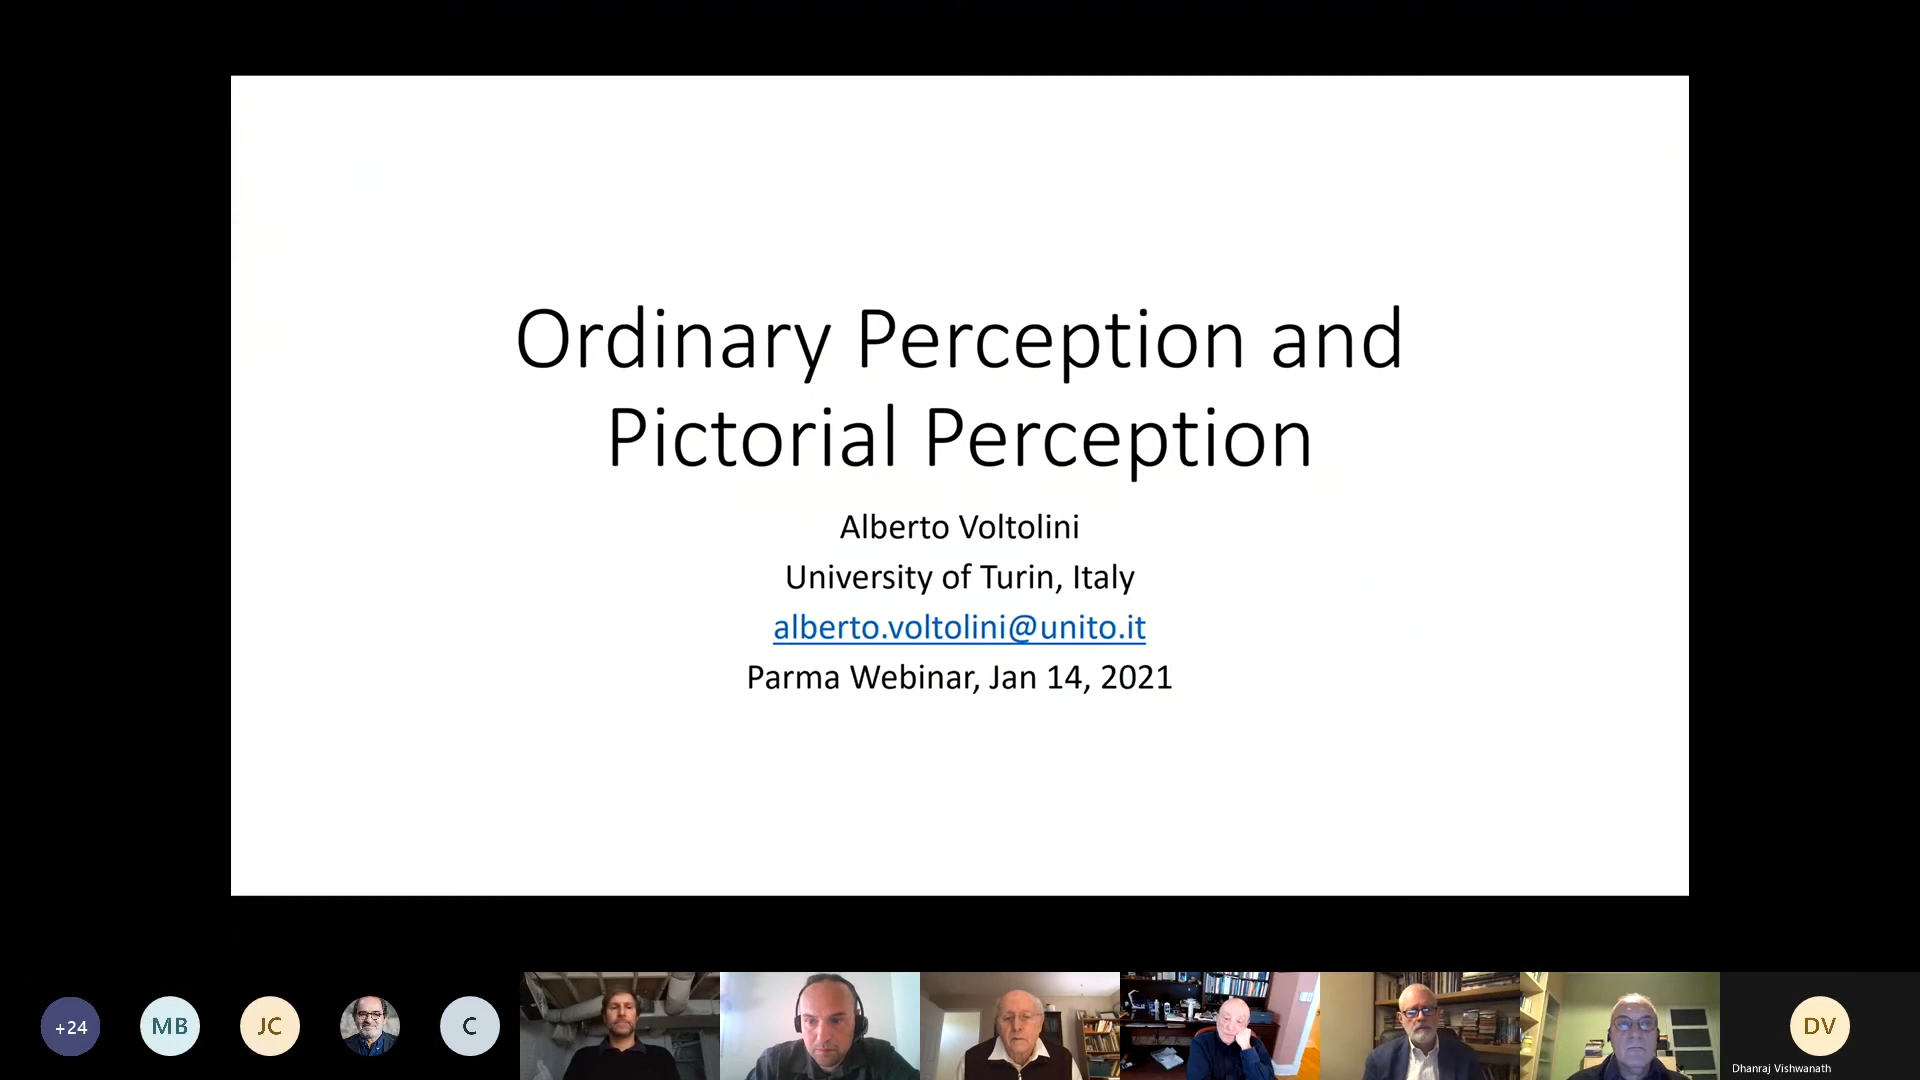 Ordinary Perception and
Pictorial Perception
Alberto Voltolini
University of Turin, Italy
alberto.voltolini@unito.it
Parma Webinar, Jan 14, 2021
+24
MB
JC
C
DV
Dhanraj Vishwanath